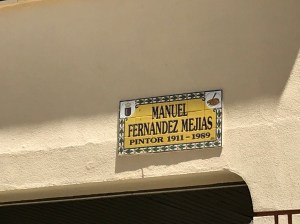 MANUEL
FERNANDEZ MEJIAS
PINTOR 1911-1989